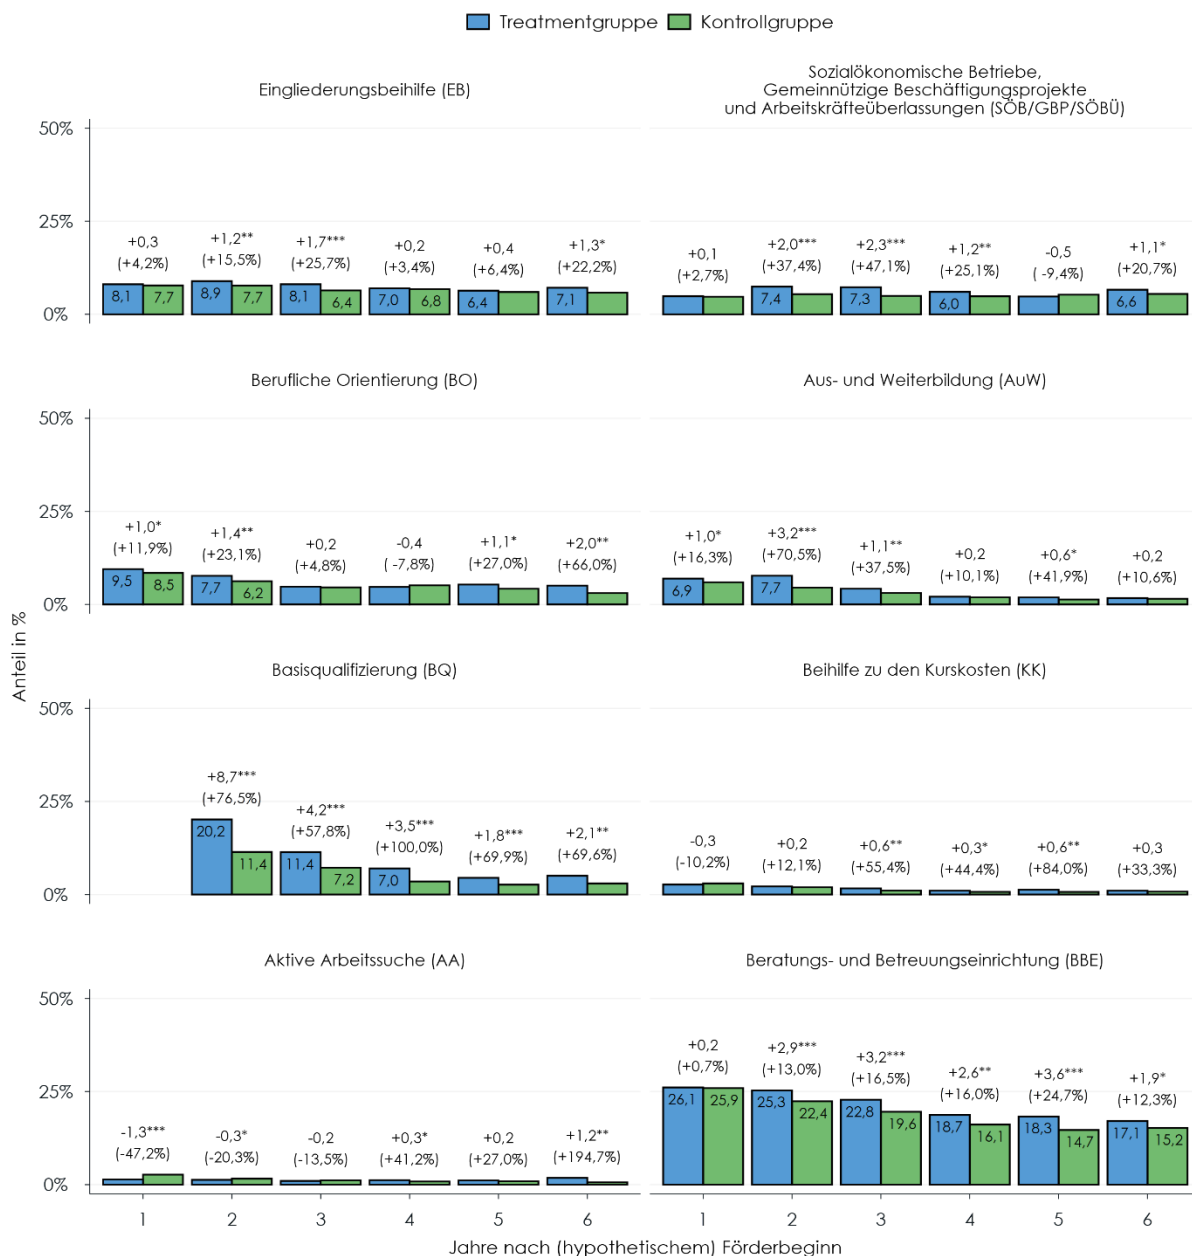 Treatmentgruppe Kontrollgruppe
Eingliederungsbeihilfe (EB)
50%
25%
0%
+0,3 +1,2** +1,7*** +0,2 +0,4 +1,3*
(+4,2%) (+15,5%) (+25,7%) (+3,4%) (+6,4%) (+22,2%)
8,1 7,7 8,9 7,7 8,1 6,4 7,0 6,8 6,4 7,1
Sozialökonomische Betriebe,
Gemeinnützige Beschäftigungsprojekte
und Arbeitskräfteüberlassungen (SÖB/GBP/SÖBÜ)
+0,1 +2,0*** +2,3*** +1,2** -0,5 +1,1*
(+2,7%) (+37,4%) (+47,1%) (+25,1%) ( -9,4%) (+20,7%)
7,4 7,3 6,0 6,6
Berufliche Orientierung (BO)
50%
25%
0%
+1,0* +1,4** +0,2 -0,4 +1,1* +2,0**
(+11,9%) (+23,1%) (+4,8%) ( -7,8%) (+27,0%) (+66,0%)
9,5 8,5 7,7 6,2
Aus- und Weiterbildung (AuW)
+1,0* +3,2*** +1,1** +0,2 +0,6* +0,2
(+16,3%) (+70,5%) (+37,5%) (+10,1%) (+41,9%) (+10,6%)
6,9 7,7
Anteil in %
Basisqualifizierung (BQ)
50%
25%
0%
+8,7*** +4,2*** +3,5*** +1,8*** +2,1**
(+76,5%) (+57,8%) (+100,0%) (+69,9%) (+69,6%)
20,2 11,4 11,4 7,2 7,0
Beihilfe zu den Kurskosten (KK)
-0,3 +0,2 +0,6** +0,3* +0,6** +0,3
(-10,2%) (+12,1%) (+55,4%) (+44,4%) (+84,0%) (+33,3%)
Aktive Arbeitssuche (AA)
50%
25%
0%
-1,3*** -0,3* -0,2 +0,3* +0,2 +1,2**
(-47,2%) (-20,3%) (-13,5%) (+41,2%) (+27,0%) (+194,7%)
1 2 3 4 5 6
Beratungs- und Betreuungseinrichtung (BBE)
+0,2 +2,9*** +3,2*** +2,6** +3,6*** +1,9*
(+0,7%) (+13,0%) (+16,5%) (+16,0%) (+24,7%) (+12,3%)
26,1 25,9 25,3 22,4 22,8 19,6 18,7 16,1 18,3 14,7 17,1 15,2
1 2 3 4 5 6
Jahre nach (hypothetischem) Förderbeginn